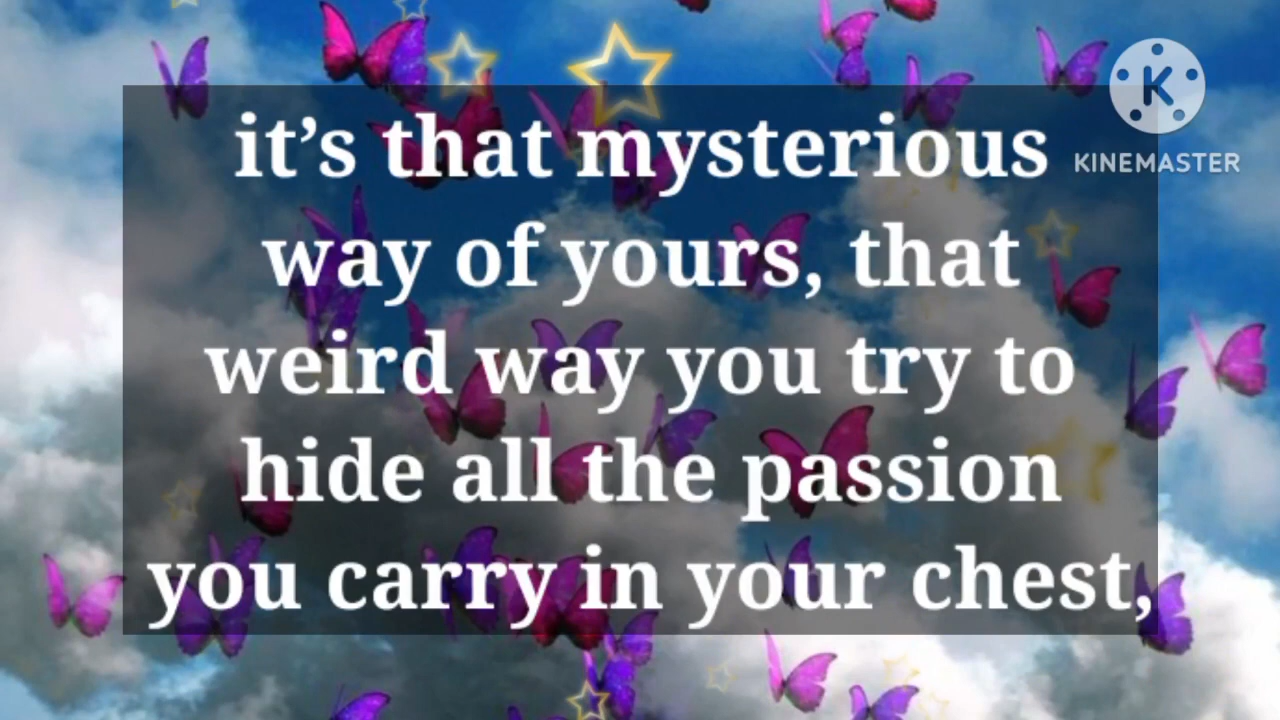 it’s that mysterious
way of yours, that
weird way you try to
hide all the passion
you carry in your chest,
K
KINEMASTER